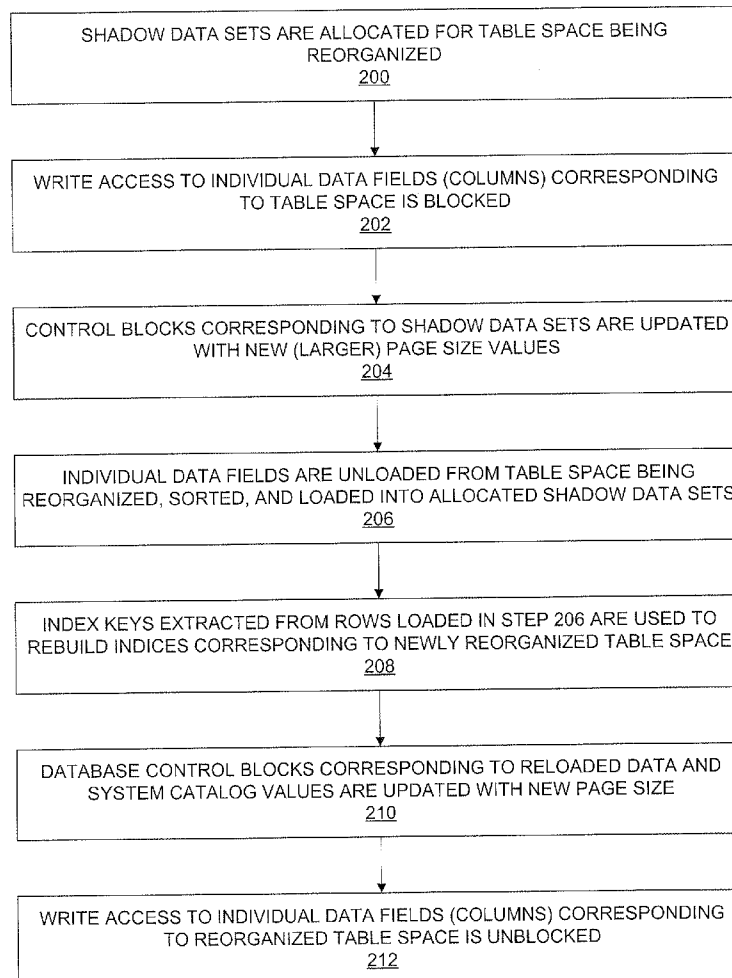 SHADOW DATA SETS ARE ALLOCATED FOR TABLE SPACE BEING
REORGANIZED
200
WRITE ACCESS TO INDIVIDUAL DATA FIELDS (COLUMNS) CORRESPONDING
TO TABLE SPACE IS BLOCKED
202
CONTROL BLOCKS CORRESPONDING TO SHADOW DATA SETS ARE UPDATED
WITH NEW (LARGER) PAGE SIZE VALUES
204
INDIVIDUAL DATA FIELDS ARE UNLOADED FROM TABLE SPACE BEING
REORGANIZED, SORTED, AND LOADED INTO ALLOCATED SHADOW DATA SETS
206
INDEX KEYS EXTRACTED FROM ROWS LOADED IN STEP 206 ARE USED TO
REBUILD INDICES CORRESPONDING TO NEWLY REORGANIZED TABLE SPACE
208
DATABASE CONTROL BLOCKS CORRESPONDING TO RELOADED DATA AND
SYSTEM CATALOG VALUES ARE UPDATED WITH NEW PAGE SIZE
210
WRITE ACCESS TO INDIVIDUAL DATA FIELDS (COLUMNS) CORRESPONDING
TO REORGANIZED TABLE SPACE IS UNBLOCKED
212